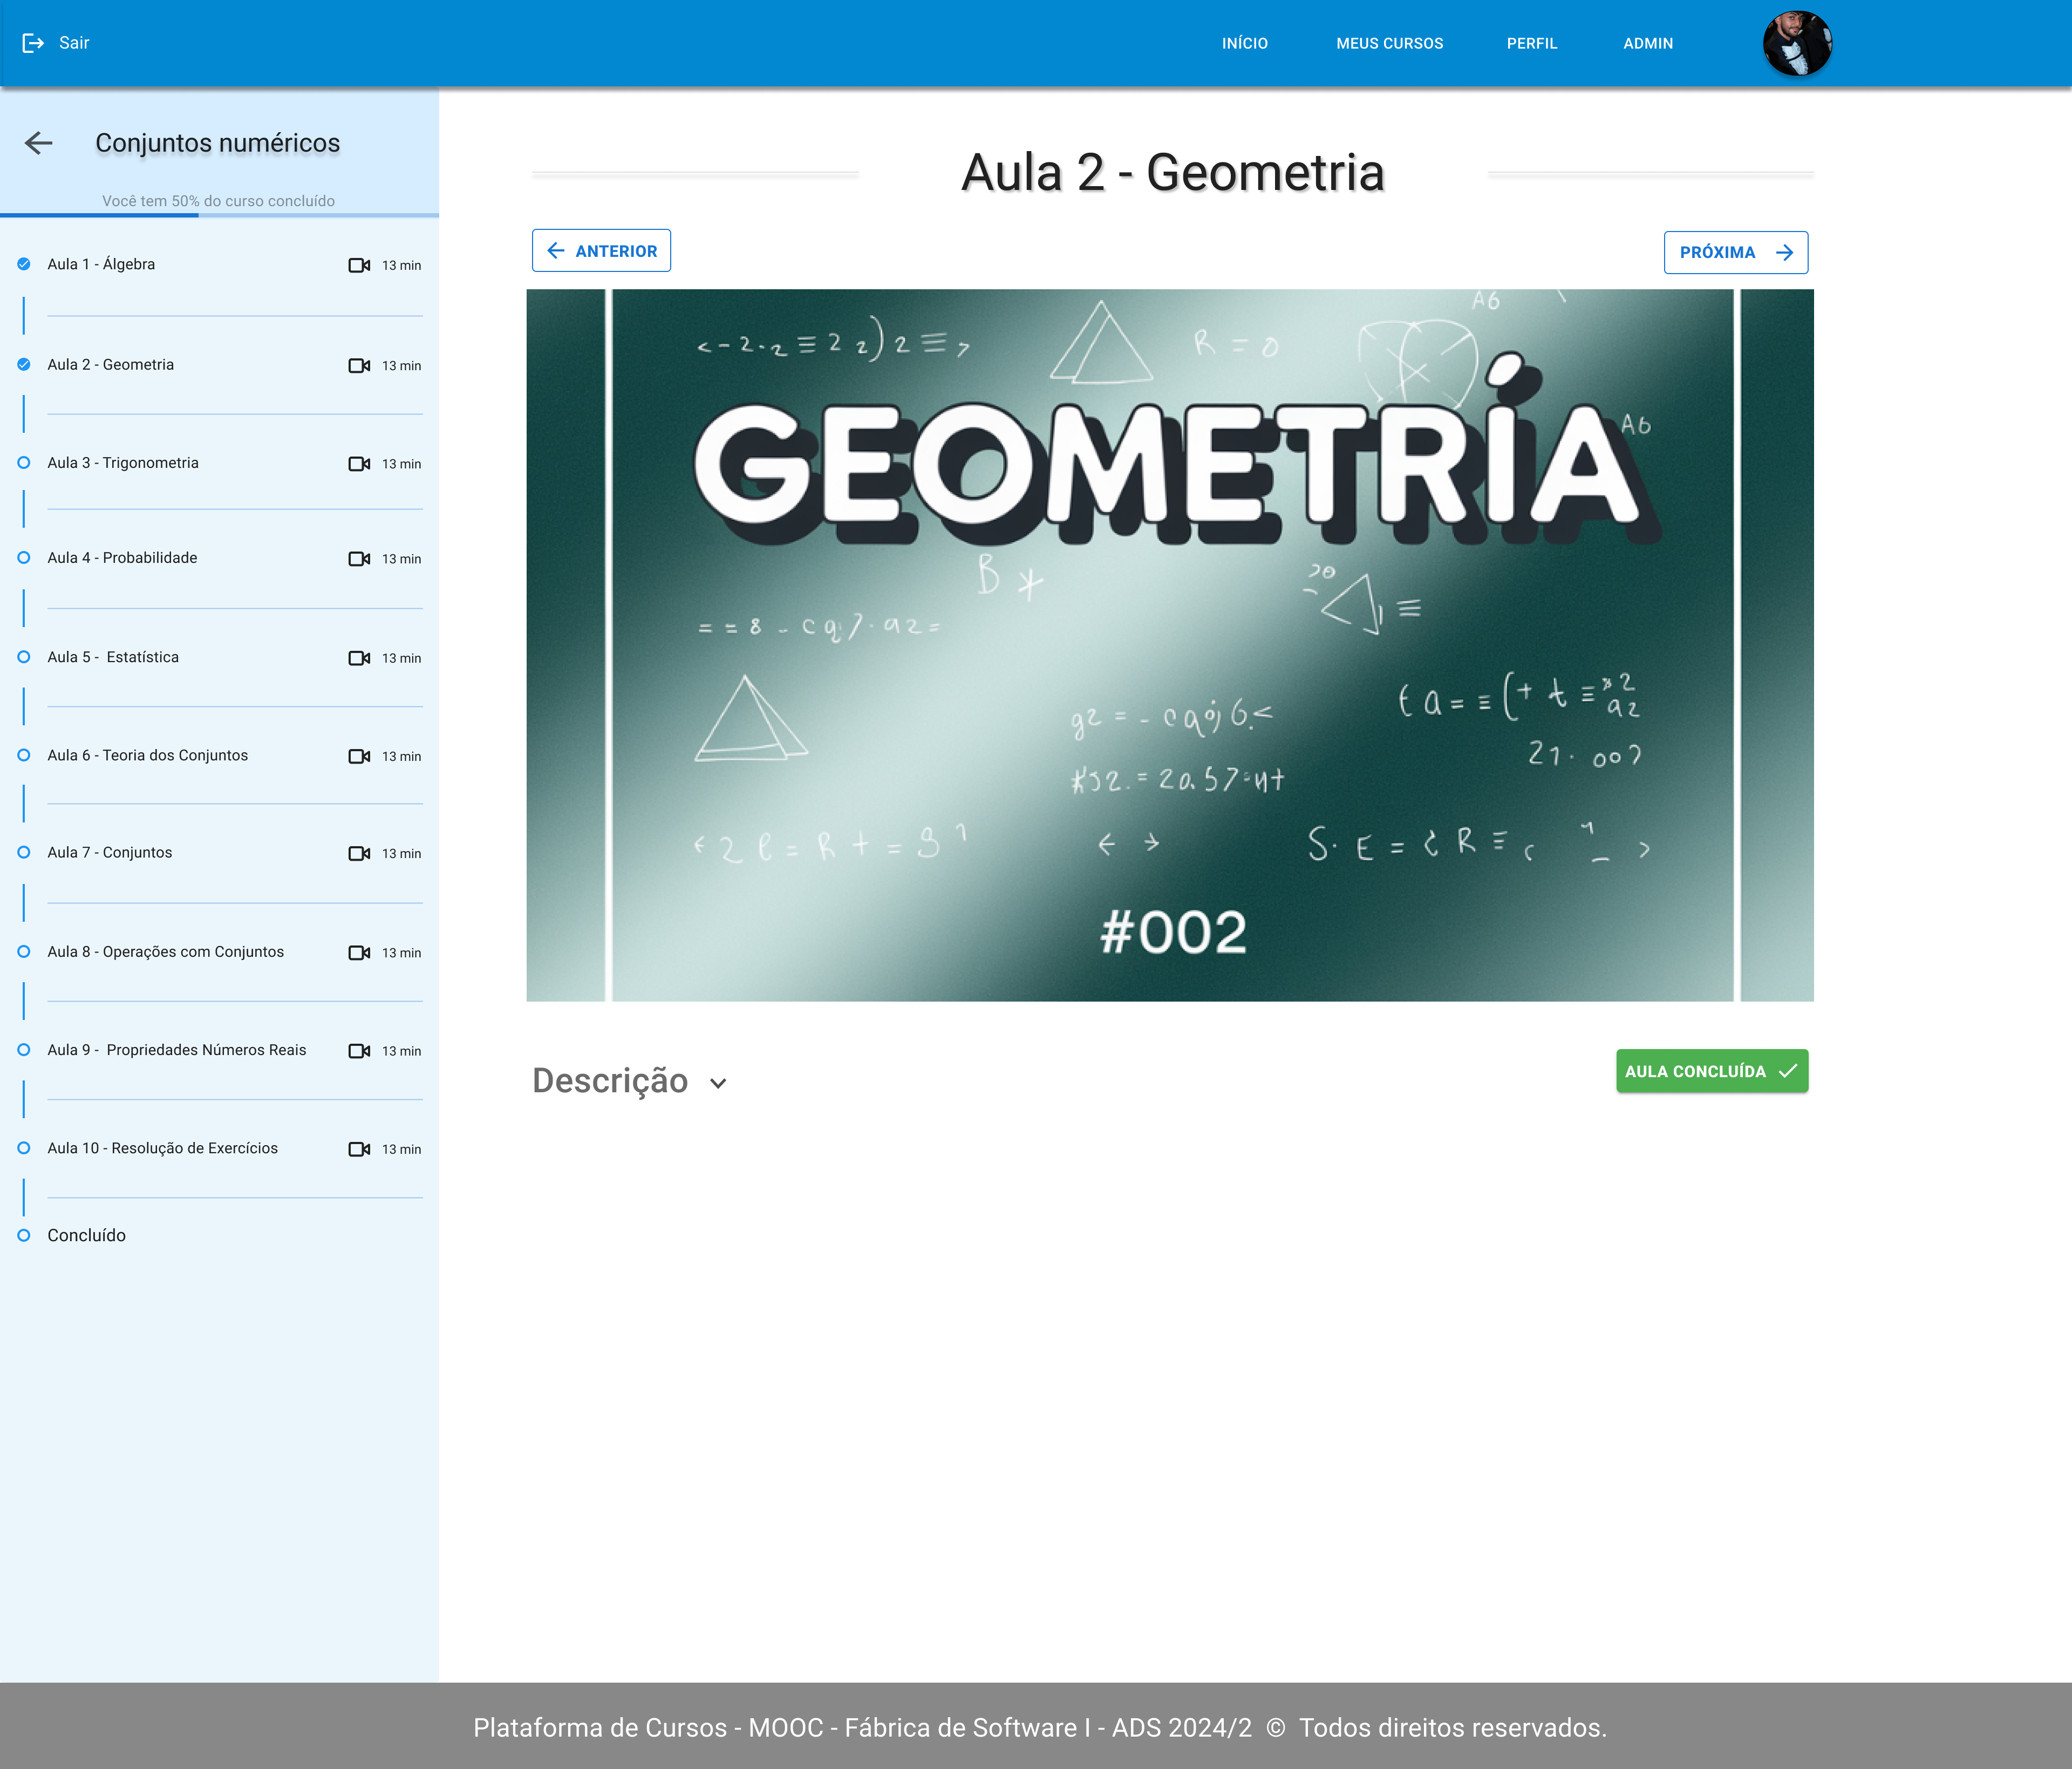 Sair
INÍCIO
MEUS CURSOS
PERFIL
ADMIN
Conjuntos numéricos
Você tem 50% do curso concluído
Aula 1 - Álgebra 13 min
Aula 2 - Geometria 13 min
Aula 3 - Trigonometria 13 min
Aula 4 - Probabilidade 13 min
Aula 5 - Estatística 13 min
Aula 6 - Teoria dos Conjuntos 13 min
Aula 7 - Conjuntos 13 min
Aula 8 - Operações com Conjuntos 13 min
Aula 9 - Propriedades Números Reais 13 min
Aula 10 - Resolução de Exercícios 13 min
Concluído
Aula 2 - Geometria
ANTERIOR
PRÓXIMA
A6
R = 0
GEOMETRÍA
A6
B
#002
Descrição
AULA CONCLUÍDA
Plataforma de Cursos - MOOC - Fábrica de Software I - ADS 2024/2 © Todos direitos reservados.